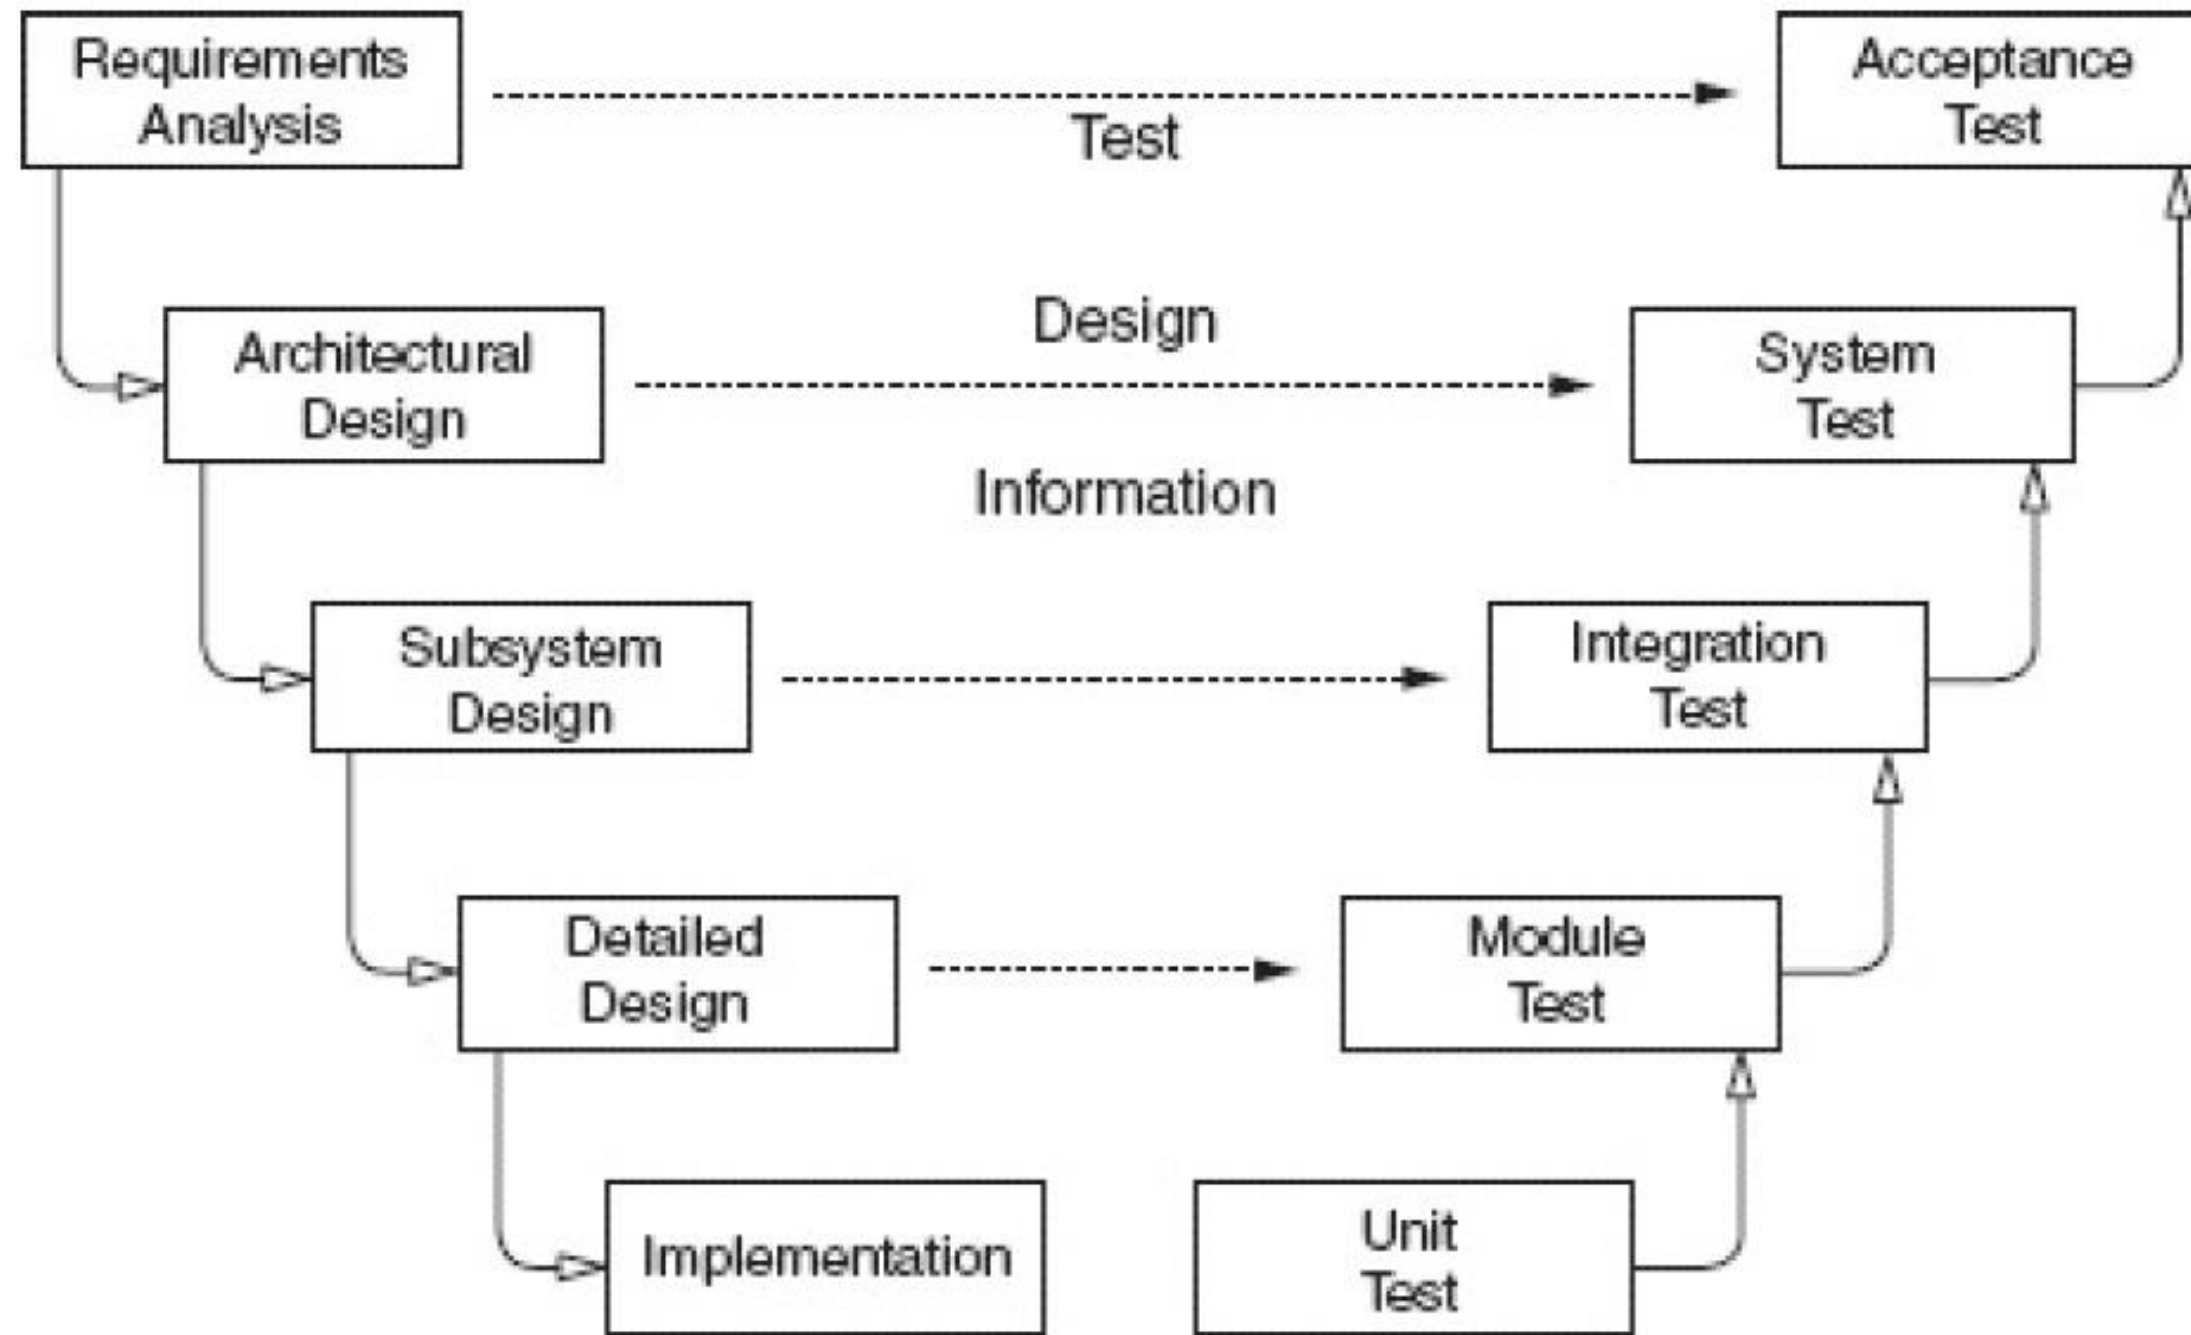 Requirements
Analysis
Acceptance
Test
Test
Architectural
Design
Design
System
Test
Information
Subsystem
Design
Integration
Test
Detailed
Design
Module
Test
Implementation
Unit
Test